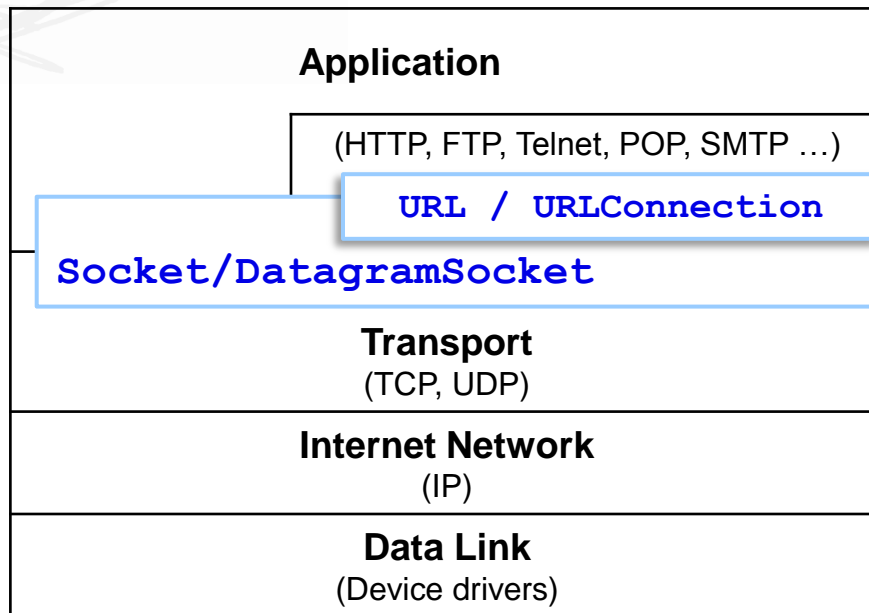 Application
(HTTP, FTP, Telnet, POP, SMTP …)
URL / URLConnection
Socket/DatagramSocket
Transport
(TCP, UDP)
Internet Network
(IP)
Data Link
(Device drivers)